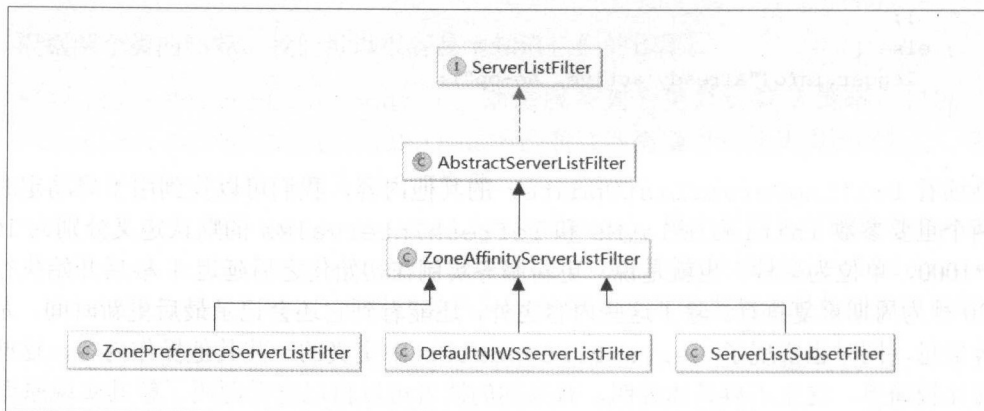 I ServerListFilter
C AbstractServerListFilter
C ZoneAffinityServerListFilter
C ZonePreferenceServerListFilter
C DefaultNIWSServerListFilter
C ServerListSubsetFilter